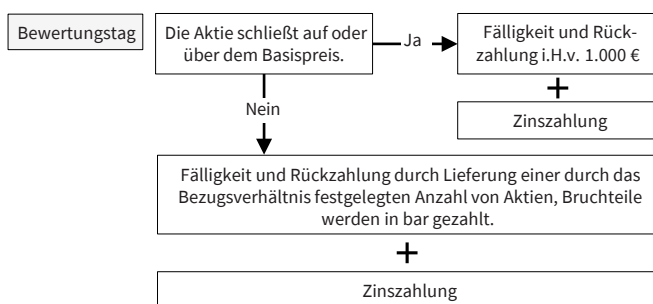 Bewertungstag
Die Aktie schließt auf oder
über dem Basispreis.
Ja
Fälligkeit und Rück-
zahlung i.H.v. 1.000 €
+
Zinszahlung
Nein
Fälligkeit und Rückzahlung durch Lieferung einer durch das
Bezugsverhältnis festgelegten Anzahl von Aktien, Bruchteile
werden in bar gezahlt.
+
Zinszahlung